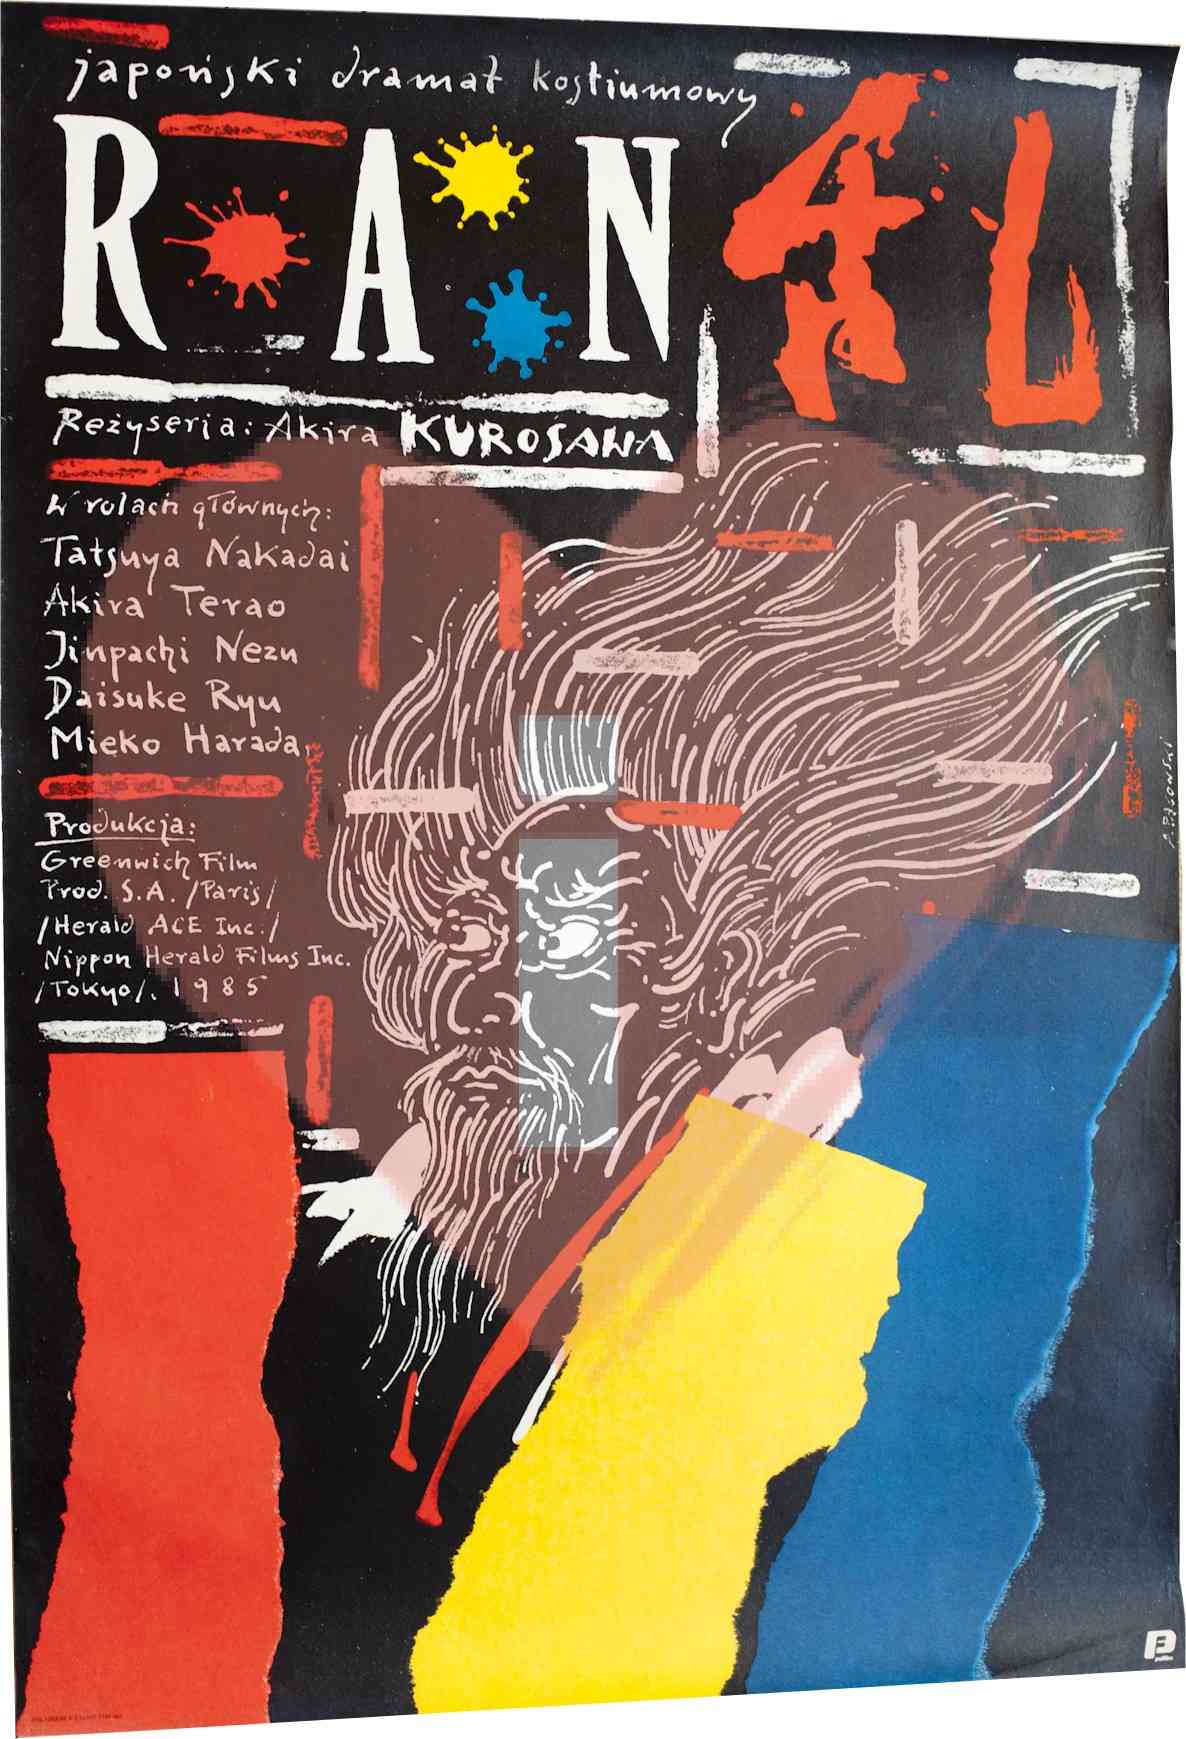 japoński dramat kostiumowy
RAN
Reżyseria: Akira KUROSAWA
W rolach głównych:
Tatsuya Nakadai
Akira Terao
Jinpachi Nezu
Daisuke Ryu
Mieko Harada
Produkcja:
Greenwich Film
Prod. S.A. /Paris/
/Herald ACE Inc./
Nippon Herald Films Inc.
/Tokyo/. 1985
A. PĄGOWSKI